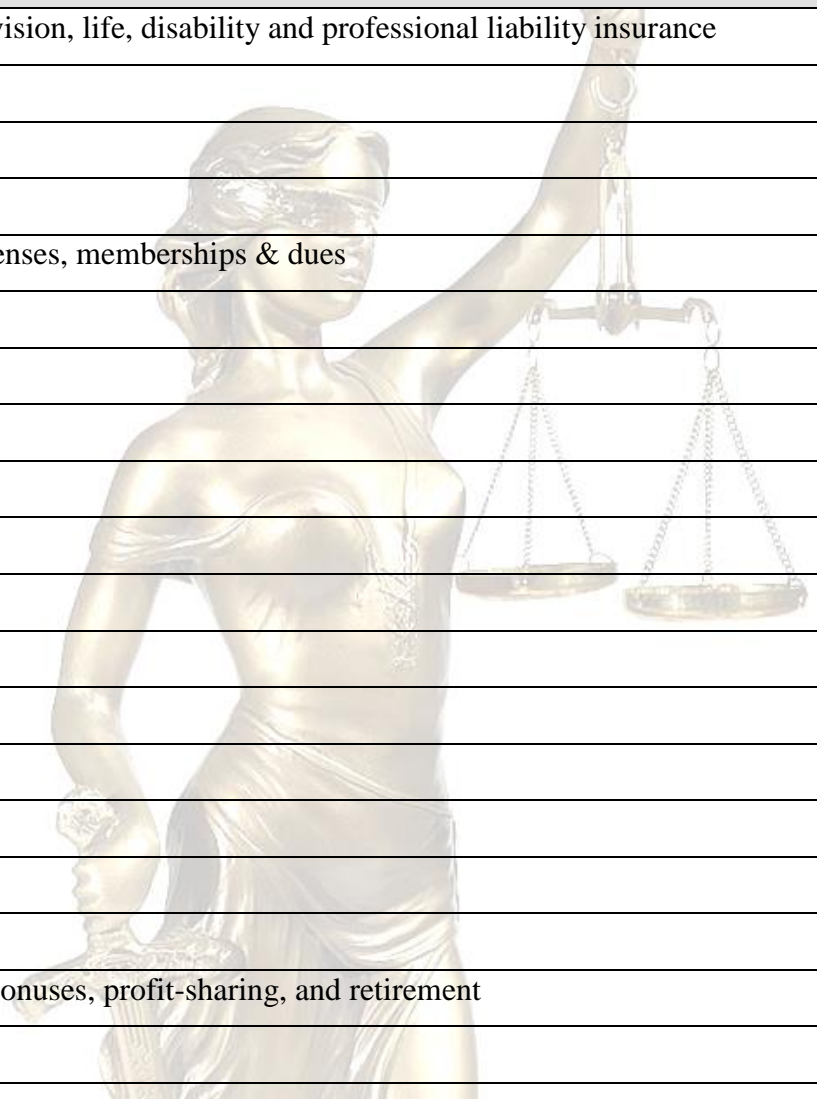 vision, life, disability and professional liability insurance
enses, memberships & dues
onuses, profit-sharing, and retirement